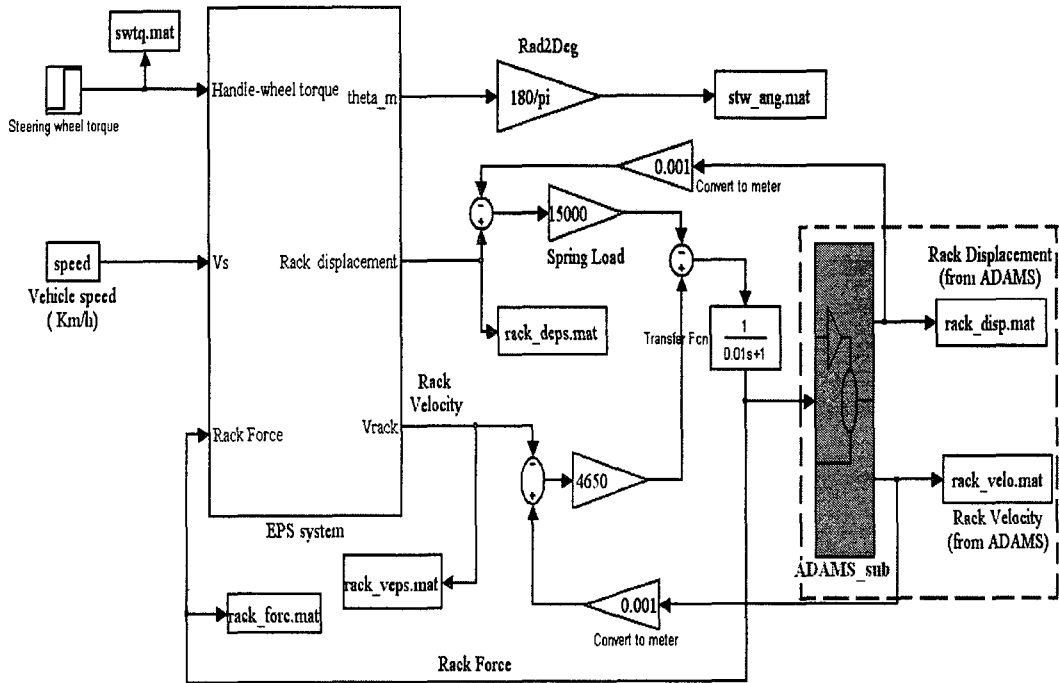 swtq.mat
Steering wheel torque
Handle-wheel torque
theta_m
Rad2Deg
180/pi
stw_ang.mat
0.001
Convert to meter
15000
Spring Load
speed
Vehicle speed
( Km/h)
Vs
Rack displacement
rack_deps.mat
Transfer Fcn
1
0.01s+1
Rack Displacement
(from ADAMS)
rack_disp.mat
Rack
Velocity
Rack Force
Vrack
EPS system
4650
rack_velo.mat
Rack Velocity
(from ADAMS)
ADAMS_sub
rack_veps.mat
rack_forc.mat
0.001
Convert to meter
Rack Force